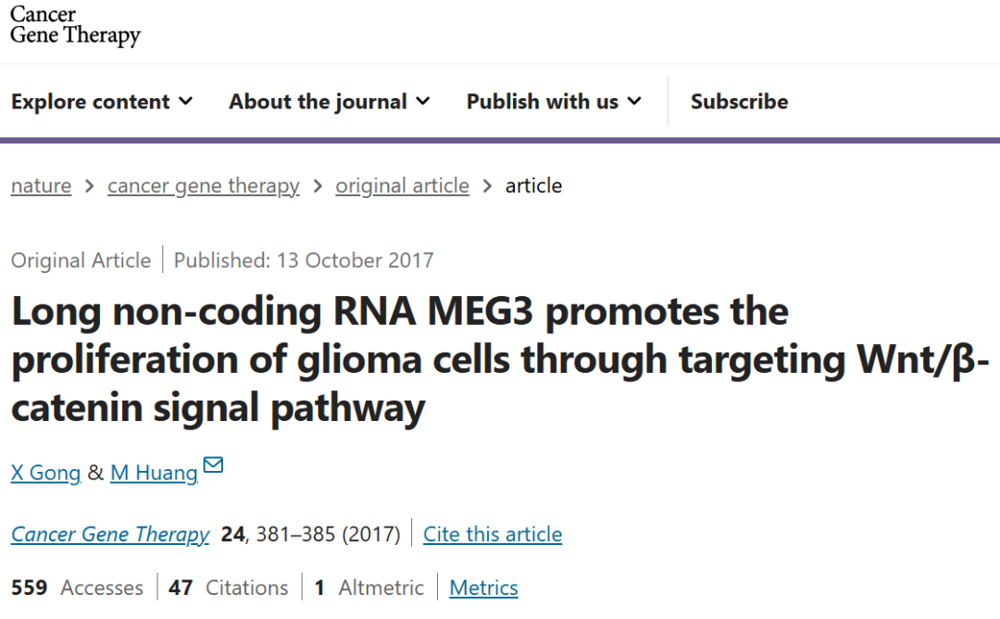 Cancer
Gene Therapy
Explore content About the journal Publish with us Subscribe
nature > cancer gene therapy > original article > article
Original Article | Published: 13 October 2017
Long non-coding RNA MEG3 promotes the
proliferation of glioma cells through targeting Wnt/β-
catenin signal pathway
X Gong & M Huang
Cancer Gene Therapy 24, 381–385 (2017) | Cite this article
559 Accesses | 47 Citations | 1 Altmetric | Metrics